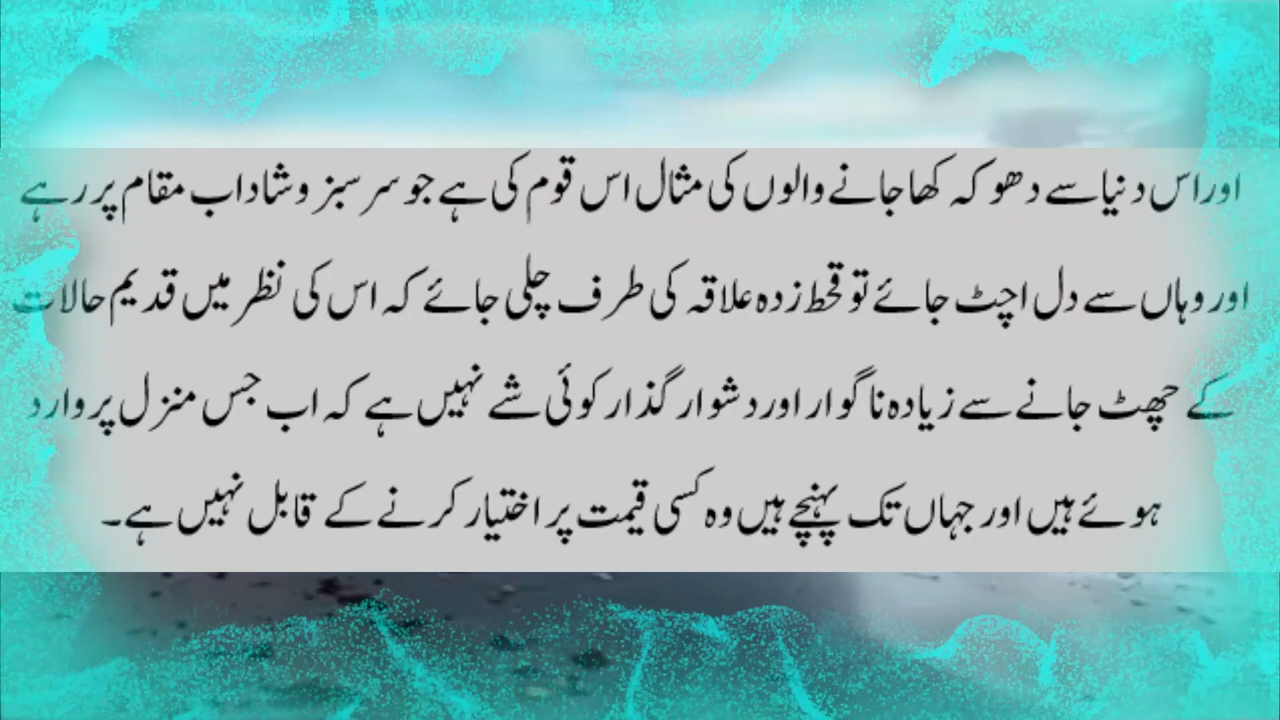 اور اس دنیا سے دھوکہ کھا جانے والوں کی مثال اس قوم کی ہے جو سر سبز و شاداب مقام پر رہے
اور وہاں سے دل اچٹ جائے تو قحط زدہ علاقہ کی طرف چلی جائے کہ اس کی نظر میں قدیم حالات
کے چھٹ جانے سے زیادہ ناگوار اور دشوار گذار کوئی شے نہیں ہے کہ اب جس منزل پر وارد
ہوئے ہیں اور جہاں تک پہنچے ہیں وہ کسی قیمت پر اختیار کرنے کے قابل نہیں ہے۔